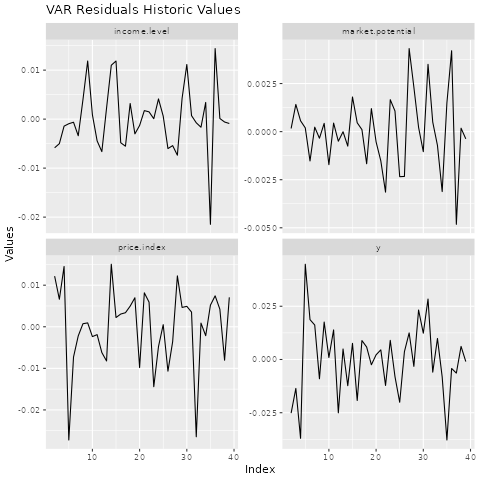 VAR Residuals Historic Values
income.level
market.potential
0.01
0.00
-0.01
-0.02
0.0025
0.0000
-0.0025
-0.0050
Values
price.index
y
0.01
0.00
-0.01
-0.02
0.025
0.000
-0.025
10 20 30 40
10 20 30 40
Index